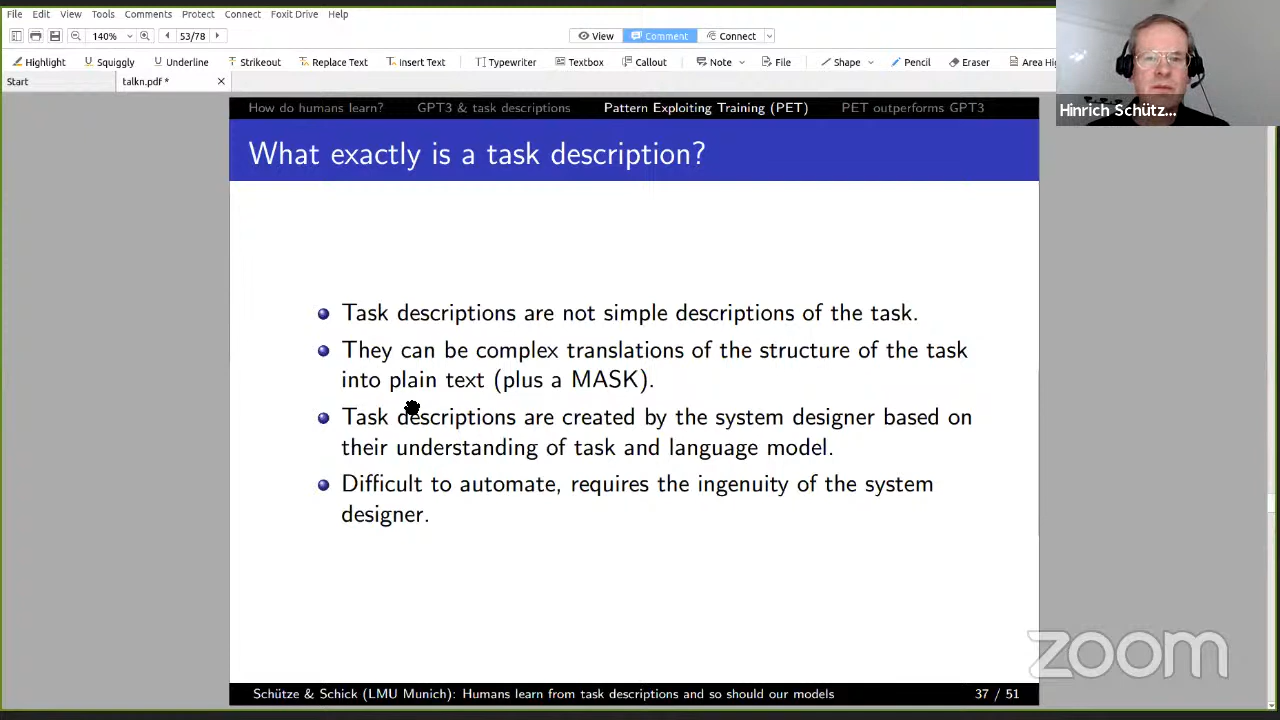 File Edit View Tools Comments Protect Connect Foxit Drive Help
140% 53/78 View Comment Connect
Highlight Squiggly Underline Strikeout Replace Text Insert Text Typewriter Textbox Callout Note File Shape Pencil Eraser Area Hig
Start talkn.pdf *
Hinrich Schütz...
How do humans learn? GPT3 & task descriptions Pattern Exploiting Training (PET) PET outperforms GPT3
What exactly is a task description?
Task descriptions are not simple descriptions of the task.
They can be complex translations of the structure of the task
into plain text (plus a MASK).
Task descriptions are created by the system designer based on
their understanding of task and language model.
Difficult to automate, requires the ingenuity of the system
designer.
zoom
Schütze & Schick (LMU Munich): Humans learn from task descriptions and so should our models 37 / 51